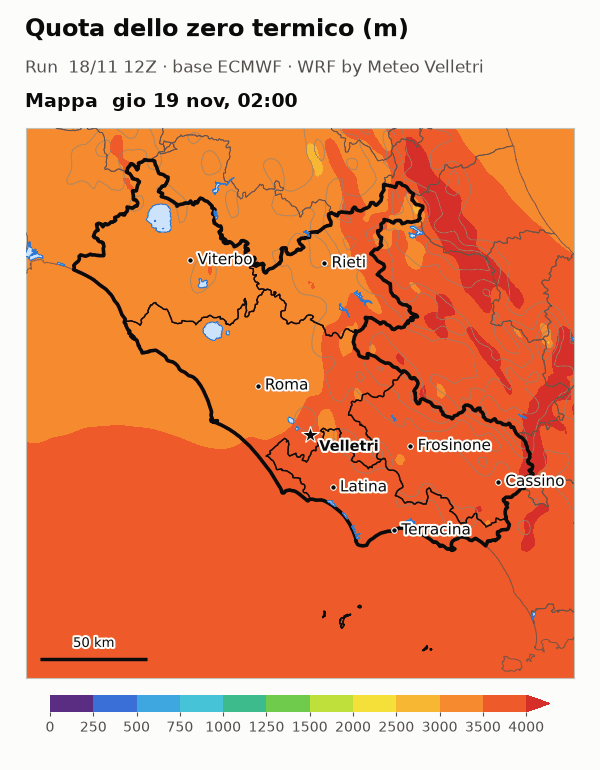 Quota dello zero termico (m)
Run  18/11 12Z · base ECMWF · WRF by Meteo Velletri
Mappa  gio 19 nov, 02:00
Viterbo
Rieti
Roma
Velletri
Frosinone
Latina
Cassino
Terracina
50 km
0 250 500 750 1000 1250 1500 2000 2500 3000 3500 4000